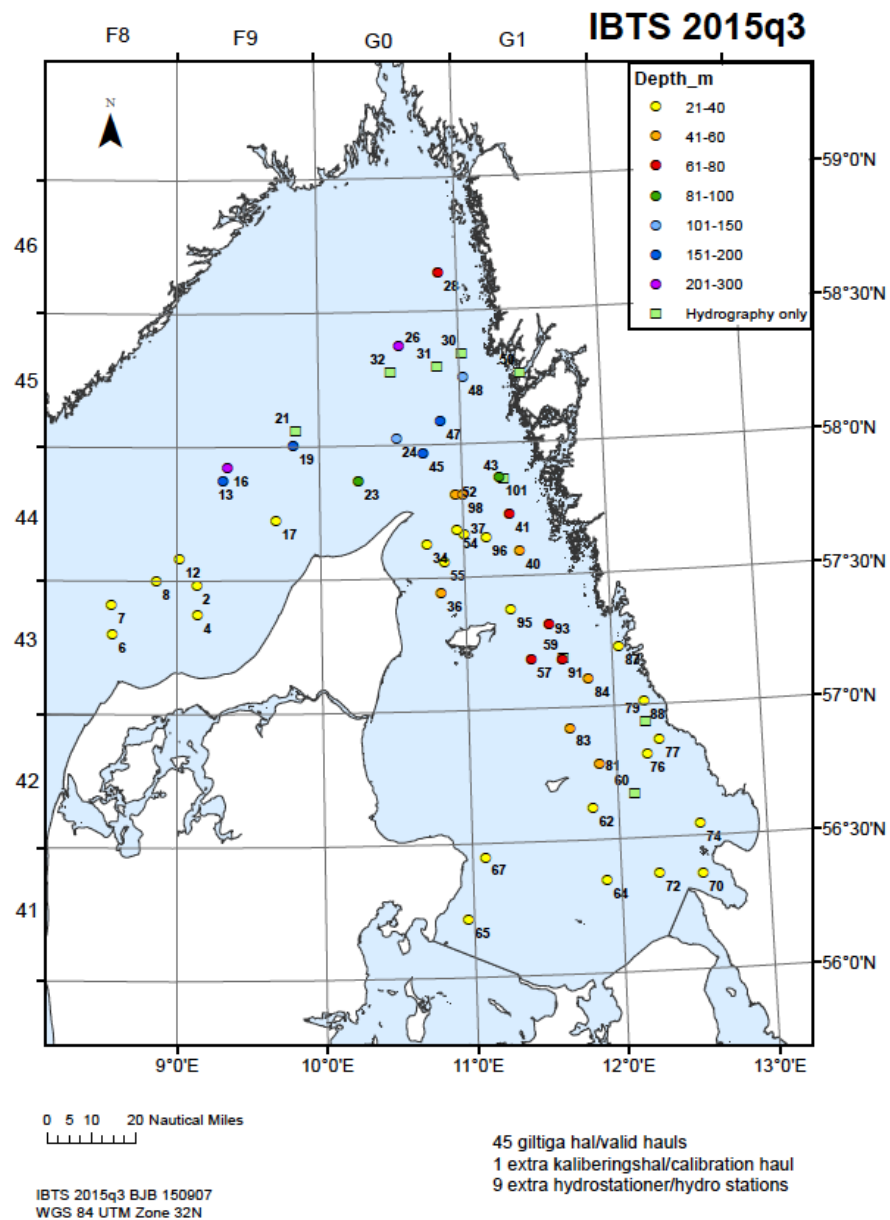 IBTS 2015q3
F8
F9
G0
G1
N
Depth_m
21-40
41-60
61-80
81-100
101-150
151-200
201-300
Hydrography only
59°0'N
58°30'N
58°0'N
57°30'N
57°0'N
56°30'N
56°0'N
46
45
44
43
42
41
28
26
30
32
31
50
48
21
47
19
24
45
16
13
23
43
101
52
98
41
17
37
54
96
34
40
12
55
8
2
36
7
4
95
93
6
59
87
57
91
84
79
88
83
77
76
81
60
62
74
67
64
72
70
65
9°0'E
10°0'E
11°0'E
12°0'E
13°0'E
0 5 10 20 Nautical Miles
45 giltiga hal/valid hauls
1 extra kaliberingshal/calibration haul
9 extra hydrostationer/hydro stations
IBTS 2015q3 BJB 150907
WGS 84 UTM Zone 32N